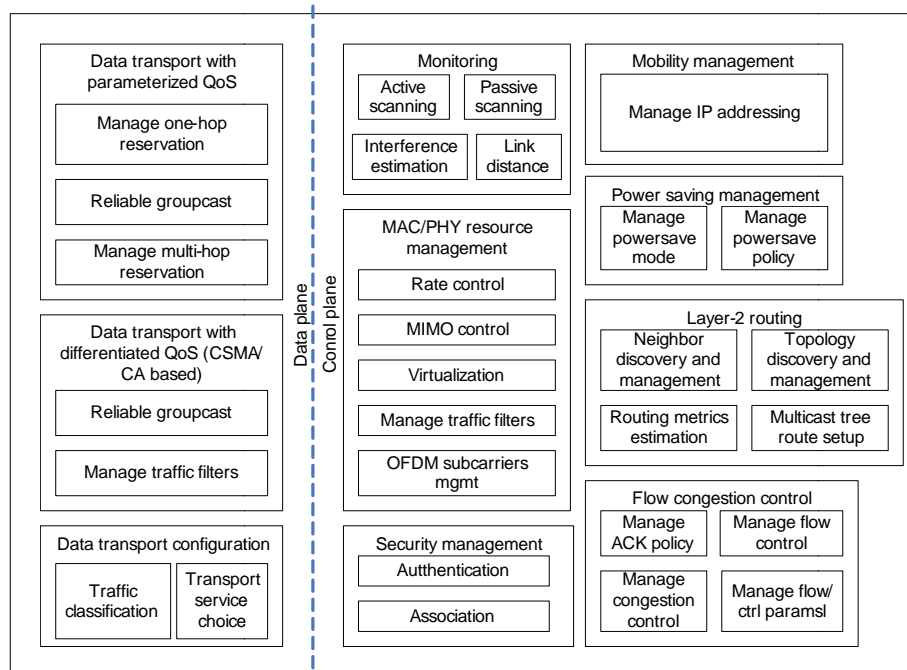 Data transport with
parameterized QoS
Manage one-hop
reservation
Reliable groupcast
Manage multi-hop
reservation
Data transport with
differentiated QoS (CSMA/
CA based)
Reliable groupcast
Manage traffic filters
Data transport configuration
Traffic
classification
Transport
service
choice
Data plane
Conrol plane
Monitoring
Active
scanning
Passive
scanning
Interference
estimation
Link
distance
MAC/PHY resource
management
Rate control
MIMO control
Virtualization
Manage traffic filters
OFDM subcarriers
mgmt
Security management
Autthentication
Association
Mobility management
Manage IP addressing
Power saving management
Manage
powersave
mode
Manage
powersave
policy
Layer-2 routing
Neighbor
discovery and
management
Topology
discovery and
management
Routing metrics
estimation
Multicast tree
route setup
Flow congestion control
Manage
ACK policy
Manage flow
control
Manage
congestion
control
Manage flow/
ctrl paramsl